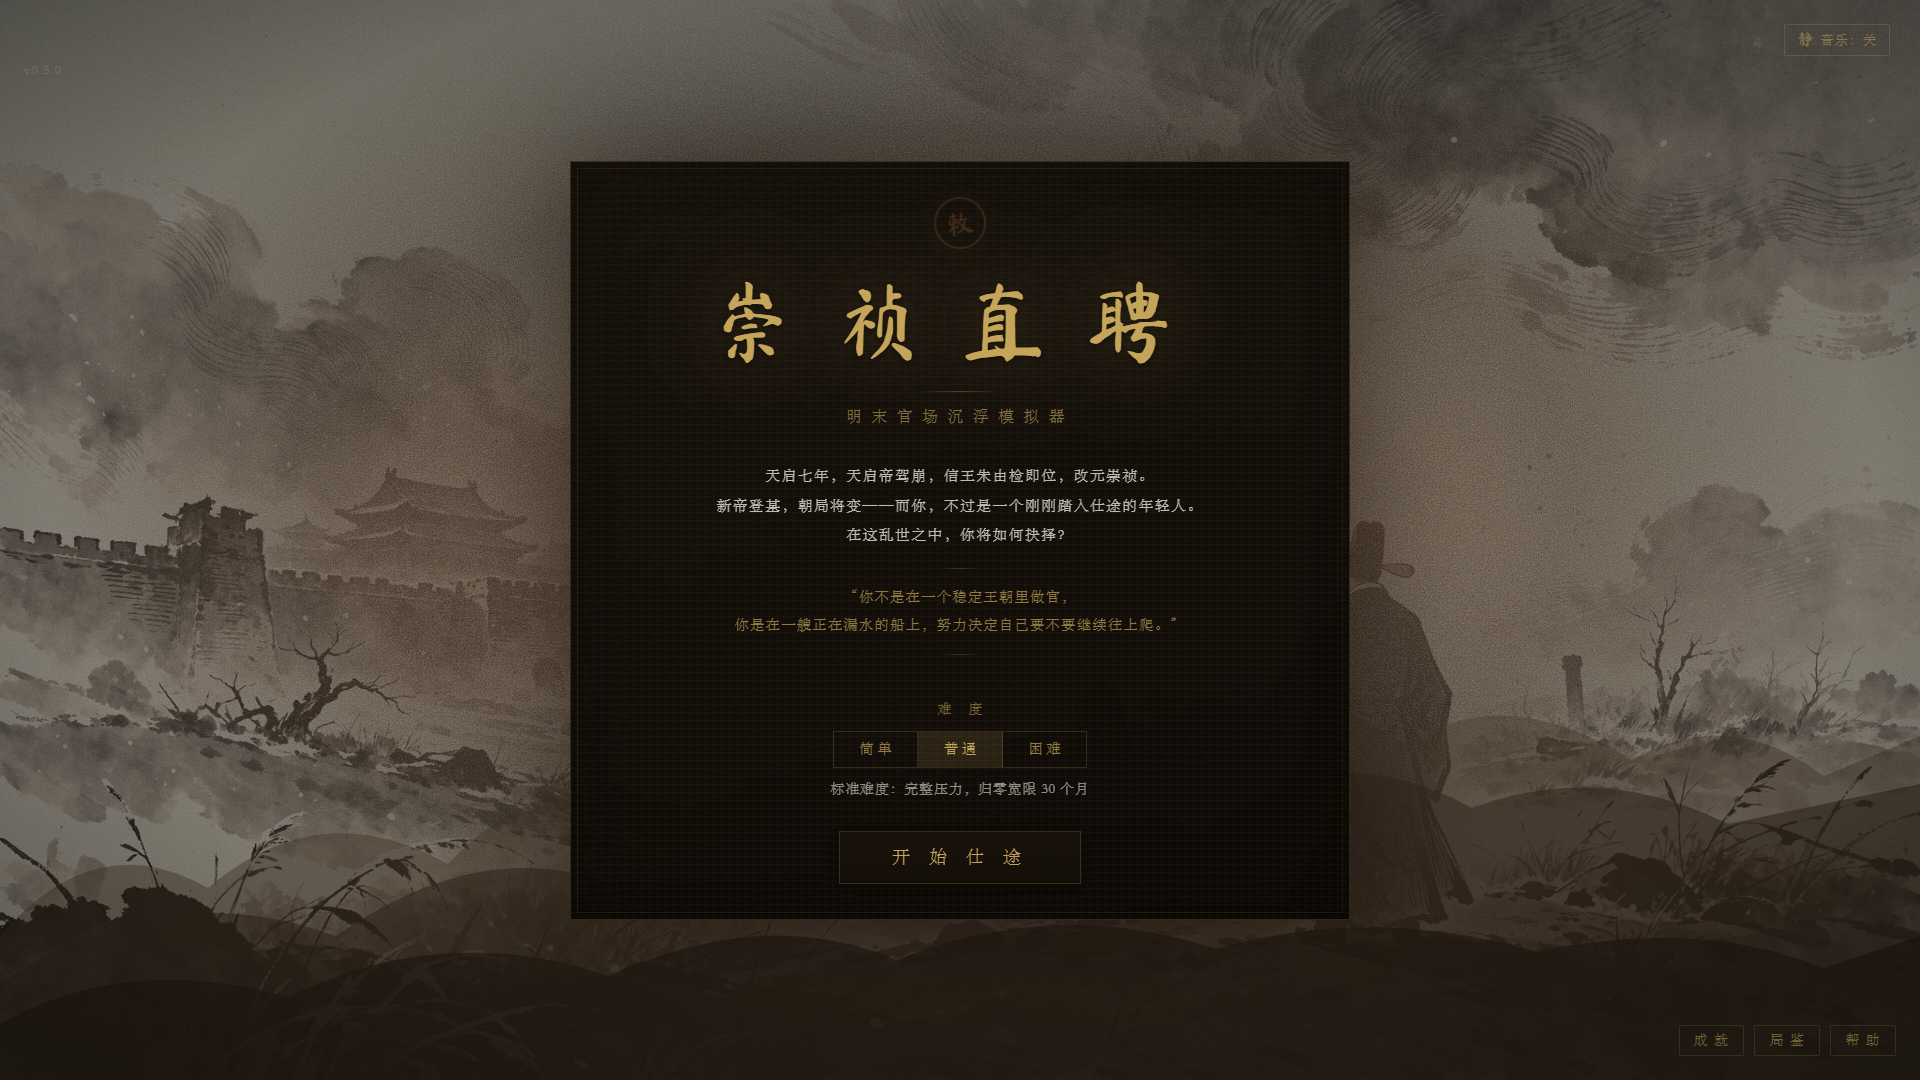 v0.5.0
静 音乐：关
敕
崇祯直聘
明末官场沉浮模拟器
天启七年，天启帝驾崩，信王朱由检即位，改元崇祯。
新帝登基，朝局将变——而你，不过是一个刚刚踏入仕途的年轻人。
在这乱世之中，你将如何抉择？
“你不是在一个稳定王朝里做官，
你是在一艘正在漏水的船上，努力决定自己要不要继续往上爬。”
难度
简单 普通 困难
标准难度：完整压力，归零宽限 30 个月
开始仕途
成就 局鉴 帮助